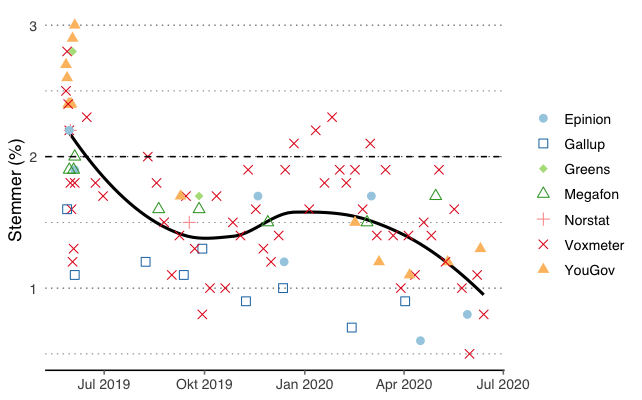 Stemmer (%)
3
2
1
Jul 2019
Okt 2019
Jan 2020
Apr 2020
Jul 2020
Epinion
Gallup
Greens
Megafon
Norstat
Voxmeter
YouGov